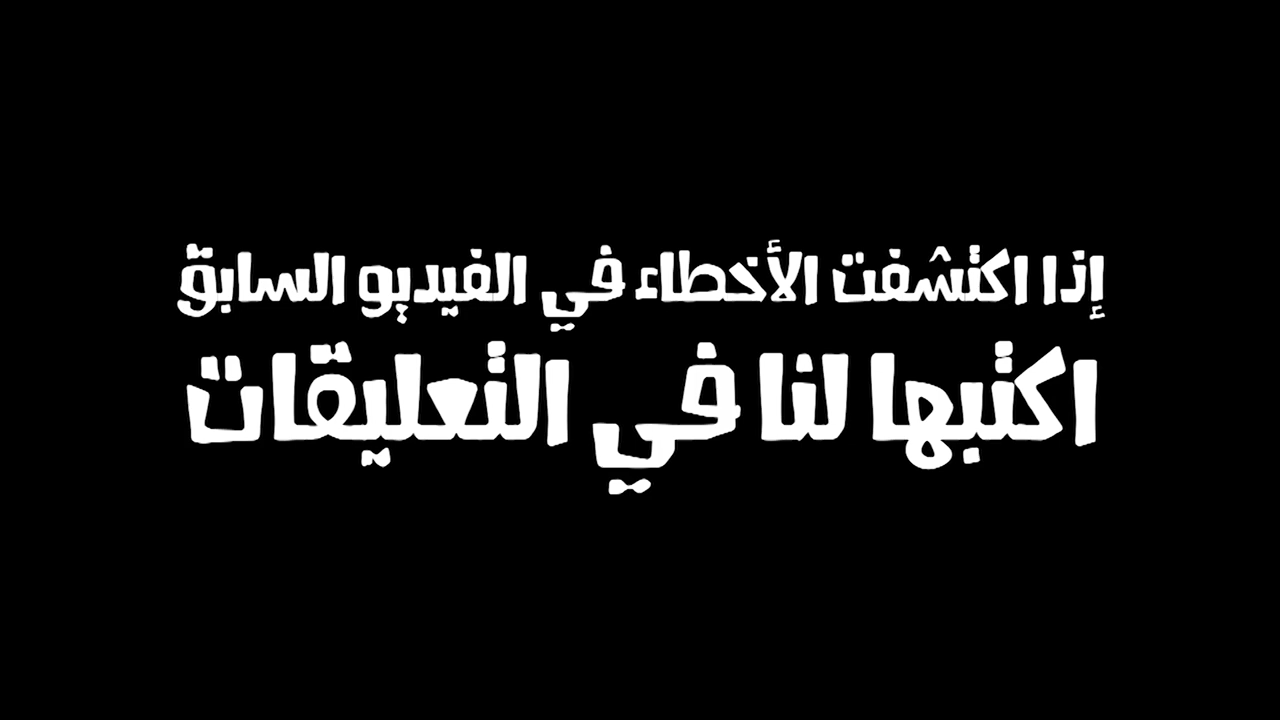 إذا اكتشفت الأخطاء في الفيديو السابق
اكتبها لنا في التعليقات